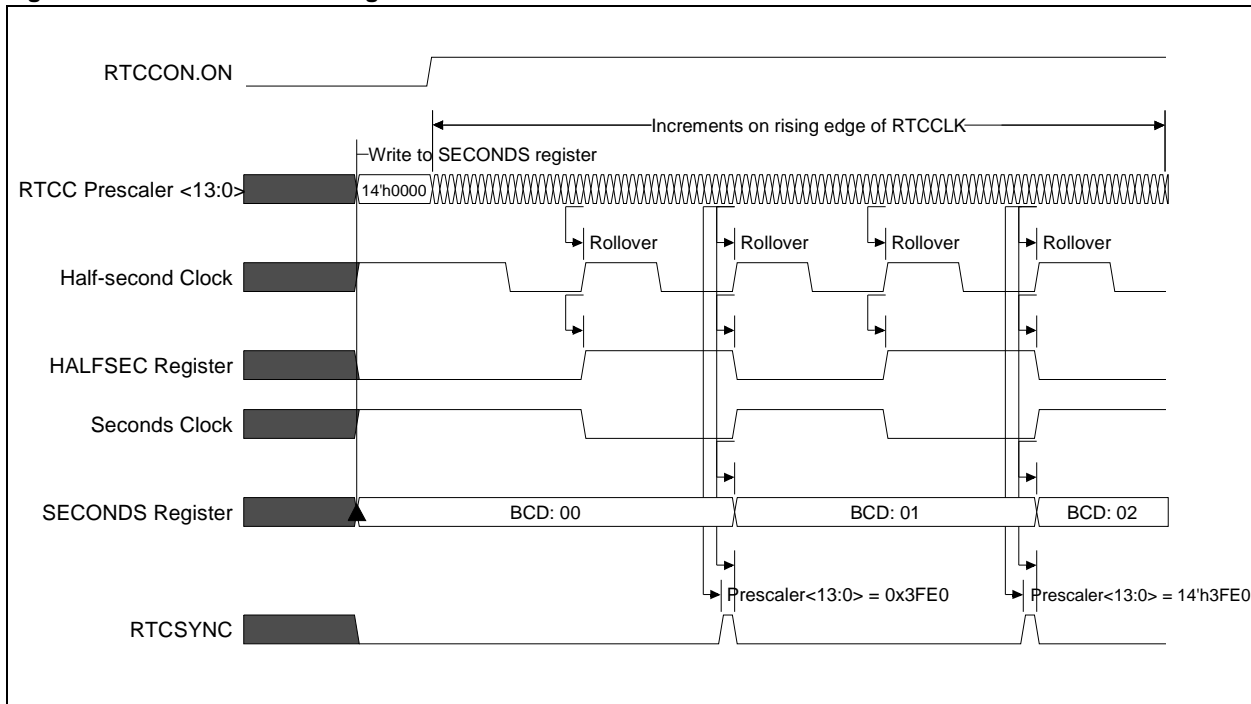 RTCCON.ON
Increments on rising edge of RTCCLK
Write to SECONDS register
RTCC Prescaler <13:0>
14'h0000
Rollover
Rollover
Rollover
Rollover
Half-second Clock
HALFSEC Register
Seconds Clock
SECONDS Register
BCD: 00
BCD: 01
BCD: 02
Prescaler<13:0> = 0x3FE0
Prescaler<13:0> = 14'h3FE0
RTCSYNC